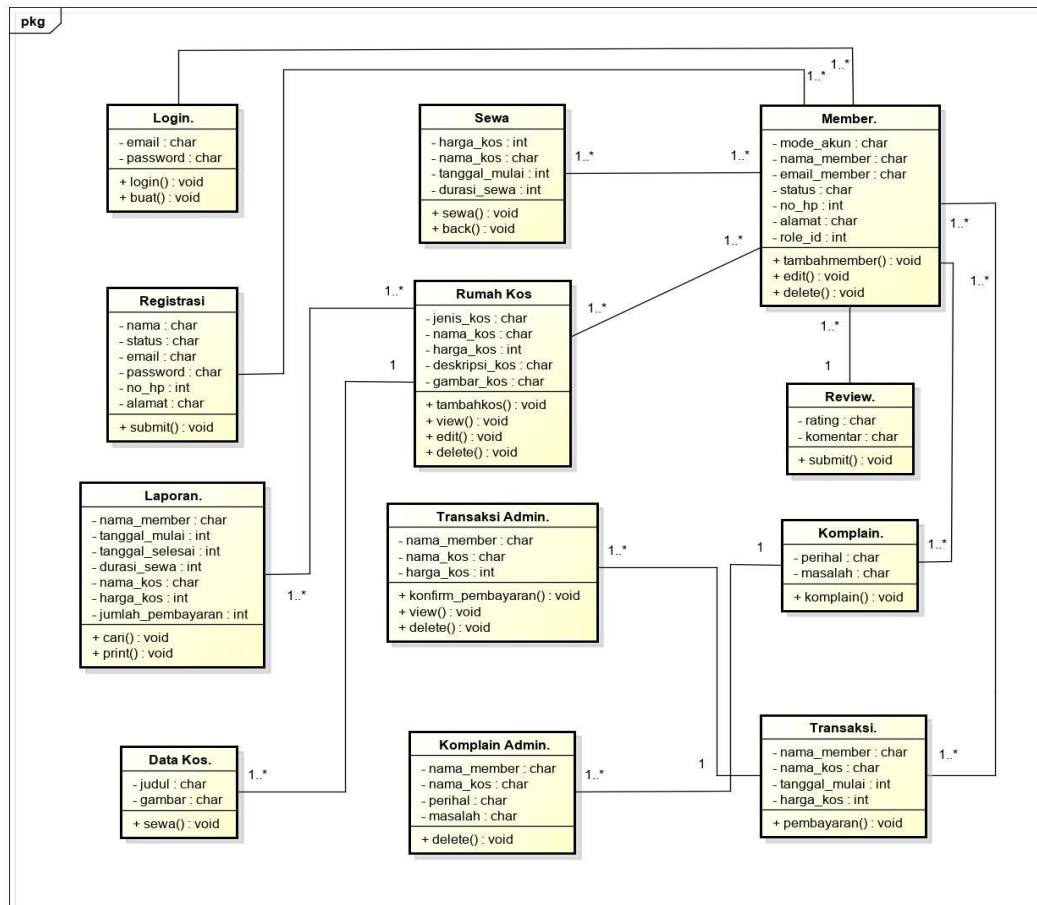 pkg
1..*
1..*
Login.
- email : char
- password : char
+ login() : void
+ buat() : void
Sewa
- harga_kos : int
- nama_kos : char
- tanggal_mulai : int
- durasi_sewa : int
+ sewa() : void
+ back() : void
1..*
1..*
Member.
- mode_akun : char
- nama_member : char
- email_member : char
- status : char
- no_hp : int
- alamat : char
- role_id : int
+ tambahmember() : void
+ edit() : void
+ delete() : void
1..*
1..*
1..*
1..*
1..*
Registrasi
- nama : char
- status : char
- email : char
- password : char
- no_hp : int
- alamat : char
+ submit() : void
1..*
1
Rumah Kos
- jenis_kos : char
- nama_kos : char
- harga_kos : int
- deskripsi_kos : char
- gambar_kos : char
+ tambahkos() : void
+ view() : void
+ edit() : void
+ delete() : void
1
Review.
- rating : char
- komentar : char
+ submit() : void
Laporan.
- nama_member : char
- tanggal_mulai : int
- tanggal_selesai : int
- durasi_sewa : int
- nama_kos : char
- harga_kos : int
- jumlah_pembayaran : int
+ cari() : void
+ print() : void
1..*
Transaksi Admin.
- nama_member : char
- nama_kos : char
- harga_kos : int
+ konfirm_pembayaran() : void
+ view() : void
+ delete() : void
1..*
1
Komplain.
- perihal : char
- masalah : char
+ komplain() : void
1..*
Data Kos.
- judul : char
- gambar : char
+ sewa() : void
1..*
Komplain Admin.
- nama_member : char
- nama_kos : char
- perihal : char
- masalah : char
+ delete() : void
1..*
1
Transaksi.
- nama_member : char
- nama_kos : char
- tanggal_mulai : int
- harga_kos : int
+ pembayaran() : void
1..*